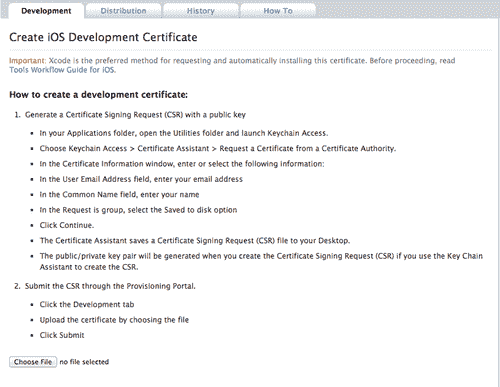 Development
Distribution
History
How To
Create iOS Development Certificate
Important: Xcode is the preferred method for requesting and automatically installing this certificate. Before proceeding, read
Tools Workflow Guide for iOS.
How to create a development certificate:
1. Generate a Certificate Signing Request (CSR) with a public key
• In your Applications folder, open the Utilities folder and launch Keychain Access.
• Choose Keychain Access > Certificate Assistant > Request a Certificate from a Certificate Authority.
• In the Certificate Information window, enter or select the following information:
• In the User Email Address field, enter your email address
• In the Common Name field, enter your name
• In the Request is group, select the Saved to disk option
• Click Continue.
• The Certificate Assistant saves a Certificate Signing Request (CSR) file to your Desktop.
• The public/private key pair will be generated when you create the Certificate Signing Request (CSR) if you use the Key Chain
Assistant to create the CSR.
2. Submit the CSR through the Provisioning Portal.
• Click the Development tab
• Upload the certificate by choosing the file
• Click Submit
Choose File no file selected